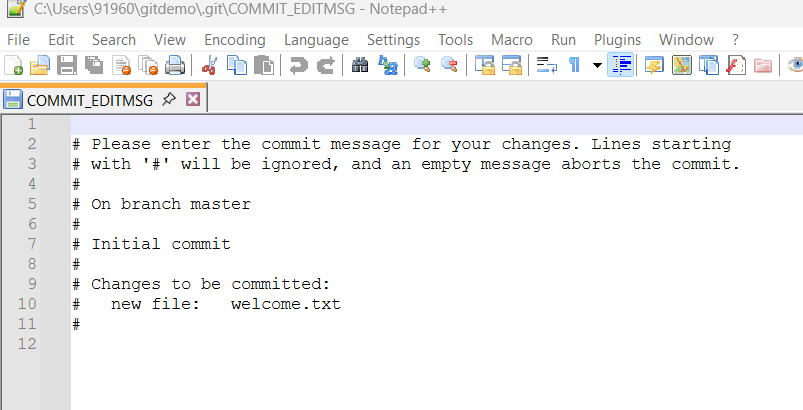 C:\Users\91960\gitdemo\.git\COMMIT_EDITMSG - Notepad++
File Edit Search View Encoding Language Settings Tools Macro Run Plugins Window ?
COMMIT_EDITMSG
1
2 # Please enter the commit message for your changes. Lines starting
3 # with '#' will be ignored, and an empty message aborts the commit.
4 #
5 # On branch master
6 #
7 # Initial commit
8 #
9 # Changes to be committed:
10 #   new file:   welcome.txt
11 #
12